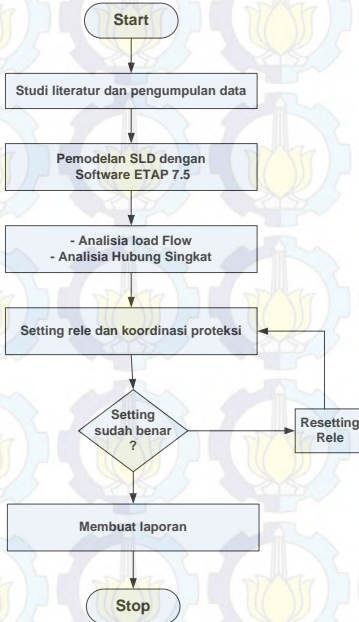 Start
Studi literatur dan pengumpulan data
Pemodelan SLD dengan
Software ETAP 7.5
- Analisia load Flow
- Analisia Hubung Singkat
Setting rele dan koordinasi proteksi
Setting
sudah benar
?
Resetting
Rele
Membuat laporan
Stop